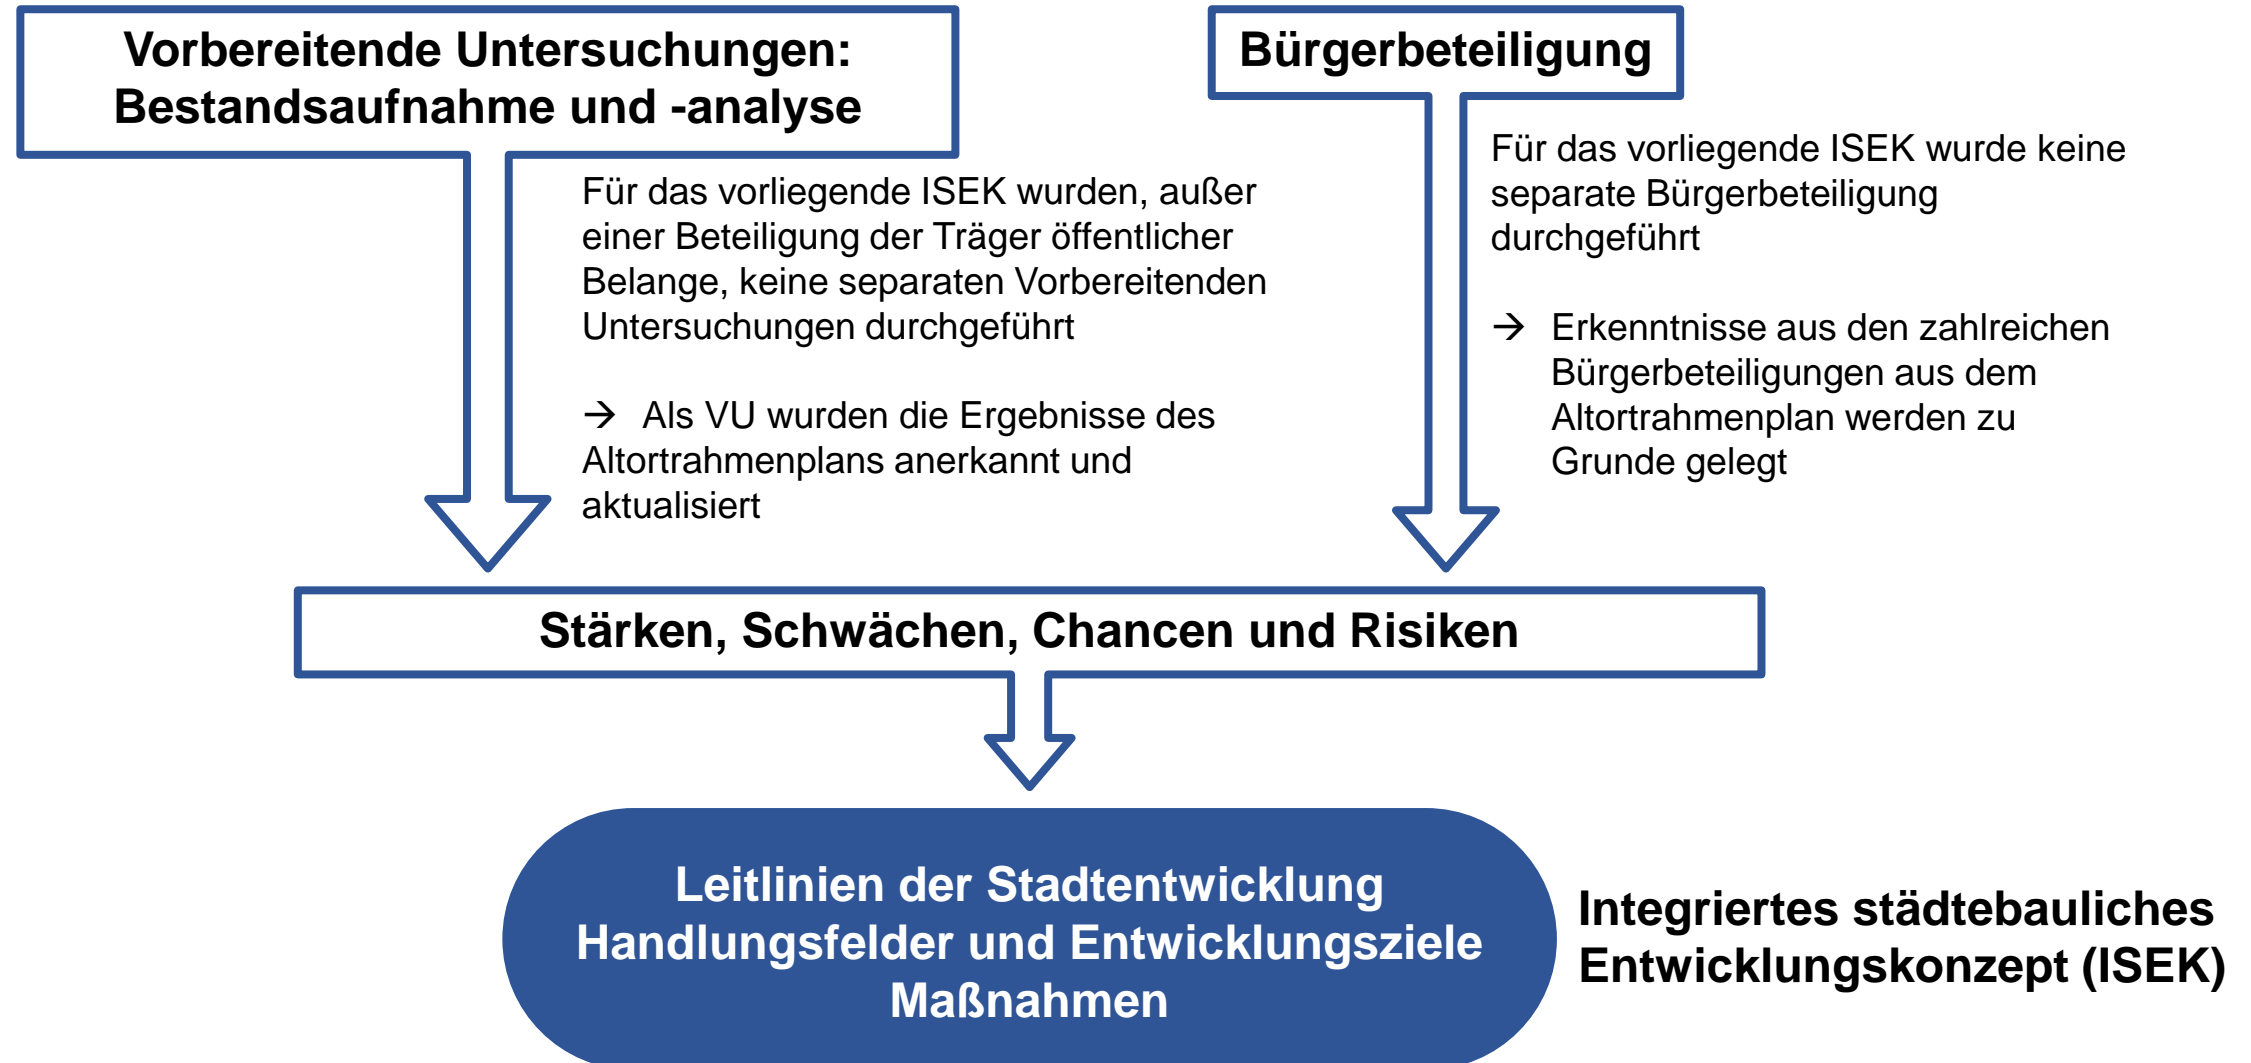 Vorbereitende Untersuchungen:
Bestandsaufnahme und -analyse
Für das vorliegende ISEK wurden, außer
einer Beteiligung der Träger öffentlicher
Belange, keine separaten Vorbereitenden
Untersuchungen durchgeführt
→ Als VU wurden die Ergebnisse des
Altortrahmenplans anerkannt und
aktualisiert
Bürgerbeteiligung
Für das vorliegende ISEK wurde keine
separate Bürgerbeteiligung
durchgeführt
→ Erkenntnisse aus den zahlreichen
Bürgerbeteiligungen aus dem
Altortrahmenplan werden zu
Grunde gelegt
Stärken, Schwächen, Chancen und Risiken
Leitlinien der Stadtentwicklung
Handlungsfelder und Entwicklungsziele
Maßnahmen
Integriertes städtebauliches
Entwicklungskonzept (ISEK)